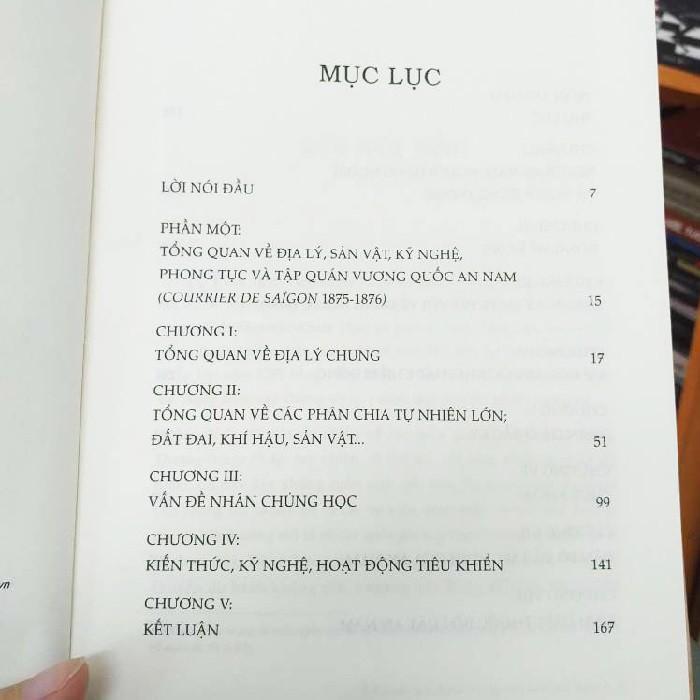 MỤC LỤC
LỜI NÓI ĐẦU 7
PHẦN MỘT:
TỔNG QUAN VỀ ĐỊA LÝ, SẢN VẬT, KỸ NGHỆ,
PHONG TỤC VÀ TẬP QUÁN VƯƠNG QUỐC AN NAM
(COURRIER DE SAÏGON 1875-1876) 15
CHƯƠNG I:
TỔNG QUAN VỀ ĐỊA LÝ CHUNG 17
CHƯƠNG II:
TỔNG QUAN VỀ CÁC PHÂN CHIA TỰ NHIÊN LỚN;
ĐẤT ĐAI, KHÍ HẬU, SẢN VẬT... 51
CHƯƠNG III:
VẤN ĐỀ NHÂN CHỦNG HỌC 99
CHƯƠNG IV:
KIẾN THỨC, KỸ NGHỆ, HOẠT ĐỘNG TIÊU KHIỂN 141
CHƯƠNG V:
KẾT LUẬN 167
vn